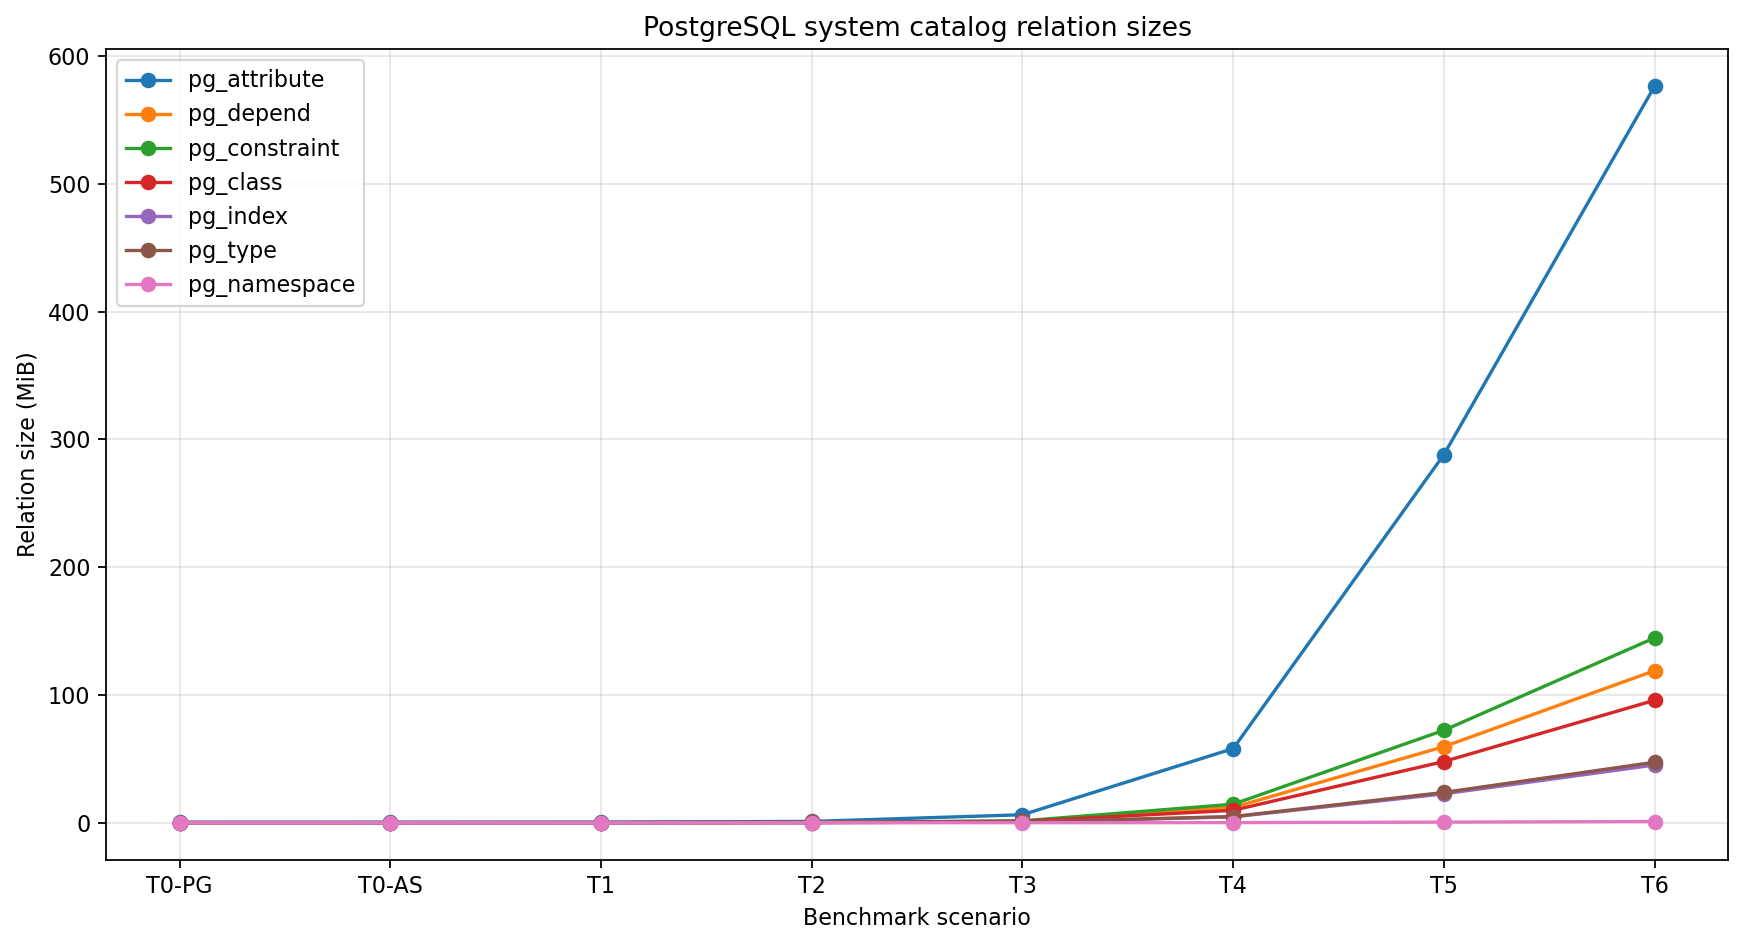 PostgreSQL system catalog relation sizes
600
500
400
300
200
100
0
Relation size (MiB)
pg_attribute
pg_depend
pg_constraint
pg_class
pg_index
pg_type
pg_namespace
T0-PG T0-AS T1 T2 T3 T4 T5 T6
Benchmark scenario